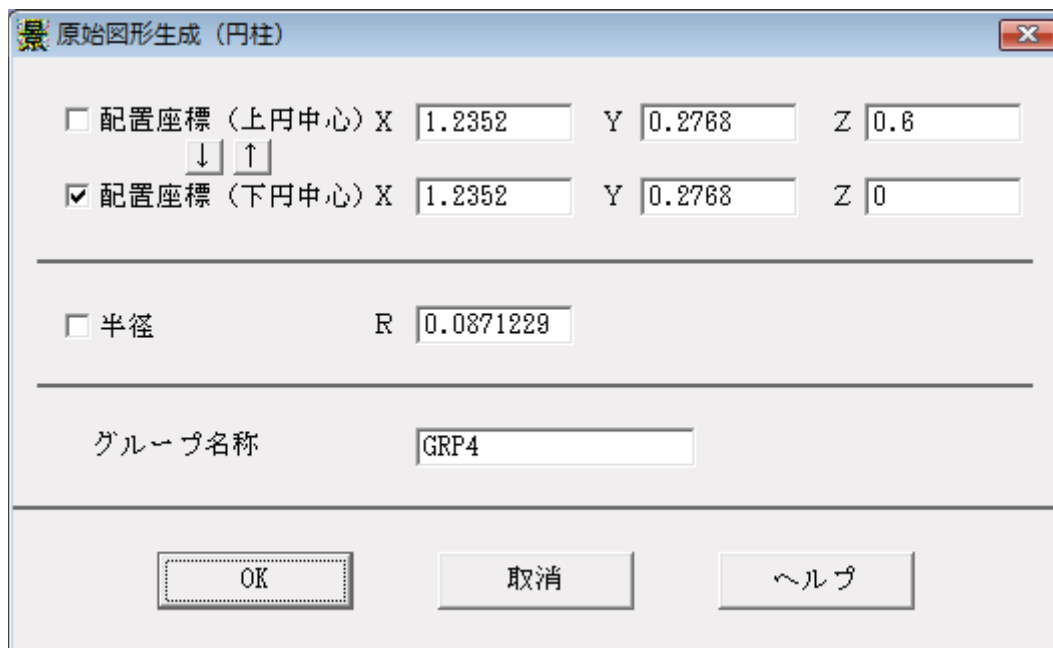 景 原始図形生成（円柱）
配置座標（上円中心）X 1.2352 Y 0.2768 Z 0.6
↓ ↑
配置座標（下円中心）X 1.2352 Y 0.2768 Z 0
半径 R 0.0871229
グループ名称 GRP4
OK 取消 ヘルプ